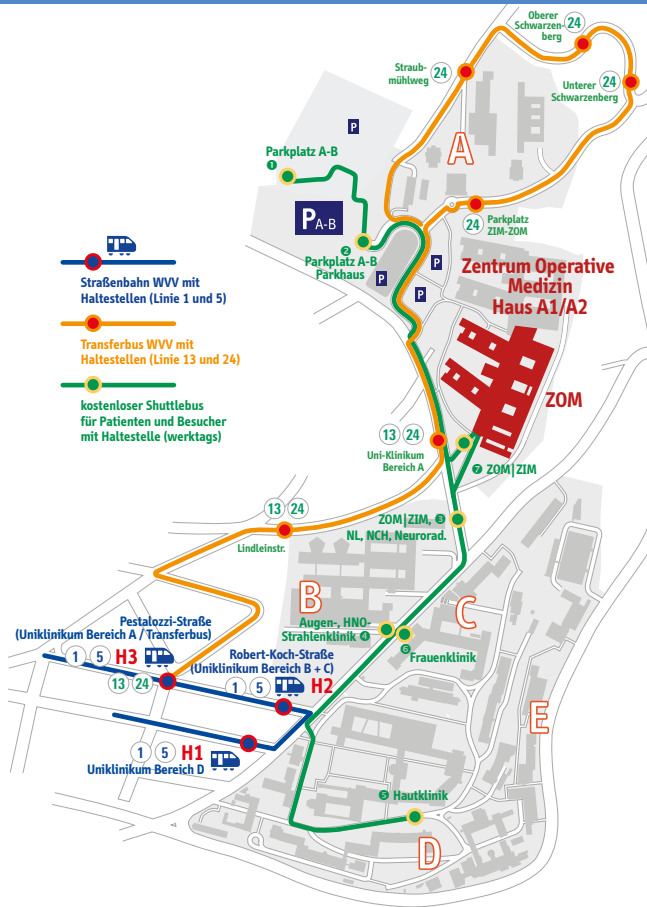 Oberer
Schwarzen-
berg
24
Straub-
mühlweg
24
Unterer
Schwarzenberg
24
A
P
Parkplatz A-B
1
P A-B
24
Parkplatz
ZIM-ZOM
2
Parkplatz A-B
Parkhaus
P
P
P
Zentrum Operative
Medizin
Haus A1/A2
Straßenbahn WVV mit
Haltestellen (Linie 1 und 5)
Transferbus WVV mit
Haltestellen (Linie 13 und 24)
kostenloser Shuttlebus
für Patienten und Besucher
mit Haltestelle (werktags)
ZOM
13 24
Uni-Klinikum
Bereich A
7 ZOM|ZIM
13 24
Lindleinstr.
ZOM|ZIM, 3
NL, NCH, Neurorad.
B
C
Augen-, HNO-
Strahlenklinik 4
6
Frauenklinik
Pestalozzi-Straße
(Uniklinikum Bereich A / Transferbus)
1 5 H3
13 24
Robert-Koch-Straße
(Uniklinikum Bereich B + C)
1 5 H2
E
1 5 H1
Uniklinikum Bereich D
5 Hautklinik
D